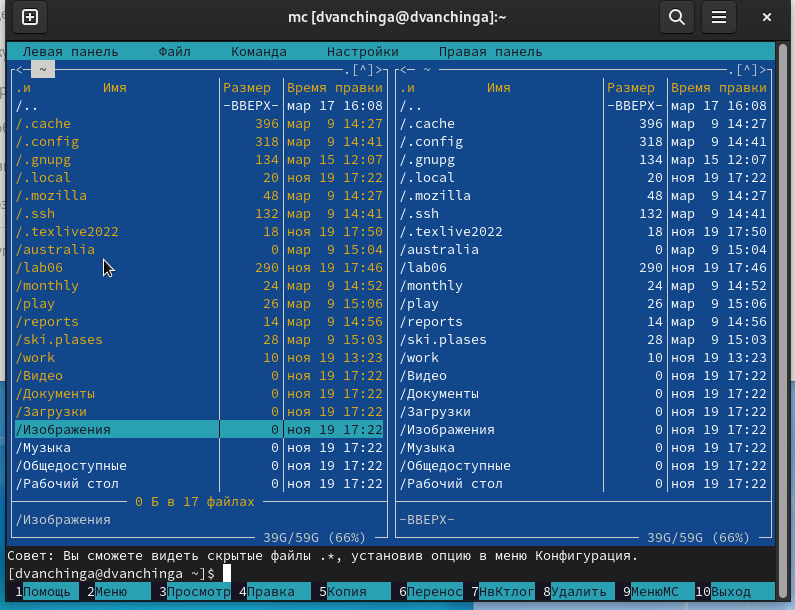 mc [dvanchinga@dvanchinga]:~
Левая панель Файл Команда Настройки Правая панель
<─ ~ .[^]> <─ ~ .[^]>
.и Имя Размер Время правки .и Имя Размер Время правки
/.. -ВВЕРХ- мар 17 16:08 /.. -ВВЕРХ- мар 17 16:08
/.cache 396 мар 9 14:27 /.cache 396 мар 9 14:27
/.config 318 мар 9 14:41 /.config 318 мар 9 14:41
/.gnupg 134 мар 15 12:07 /.gnupg 134 мар 15 12:07
/.local 20 ноя 19 17:22 /.local 20 ноя 19 17:22
/.mozilla 48 мар 9 14:27 /.mozilla 48 мар 9 14:27
/.ssh 132 мар 9 14:41 /.ssh 132 мар 9 14:41
/.texlive2022 18 ноя 19 17:50 /.texlive2022 18 ноя 19 17:50
/australia 0 мар 9 15:04 /australia 0 мар 9 15:04
/lab06 290 ноя 19 17:46 /lab06 290 ноя 19 17:46
/monthly 24 мар 9 14:52 /monthly 24 мар 9 14:52
/play 26 мар 9 15:06 /play 26 мар 9 15:06
/reports 14 мар 9 14:56 /reports 14 мар 9 14:56
/ski.plases 28 мар 9 15:03 /ski.plases 28 мар 9 15:03
/work 10 ноя 19 13:23 /work 10 ноя 19 13:23
/Видео 0 ноя 19 17:22 /Видео 0 ноя 19 17:22
/Документы 0 ноя 19 17:22 /Документы 0 ноя 19 17:22
/Загрузки 0 ноя 19 17:22 /Загрузки 0 ноя 19 17:22
/Изображения 0 ноя 19 17:22 /Изображения 0 ноя 19 17:22
/Музыка 0 ноя 19 17:22 /Музыка 0 ноя 19 17:22
/Общедоступные 0 ноя 19 17:22 /Общедоступные 0 ноя 19 17:22
/Рабочий стол 0 ноя 19 17:22 /Рабочий стол 0 ноя 19 17:22
0 Б в 17 файлах
/Изображения -ВВЕРХ-
39G/59G (66%) 39G/59G (66%)
Совет: Вы сможете видеть скрытые файлы .*, установив опцию в меню Конфигурация.
[dvanchinga@dvanchinga ~]$
1Помощь 2Меню 3Просмотр 4Правка 5Копия 6Перенос 7НвКтлог 8Удалить 9МенюМС 10Выход